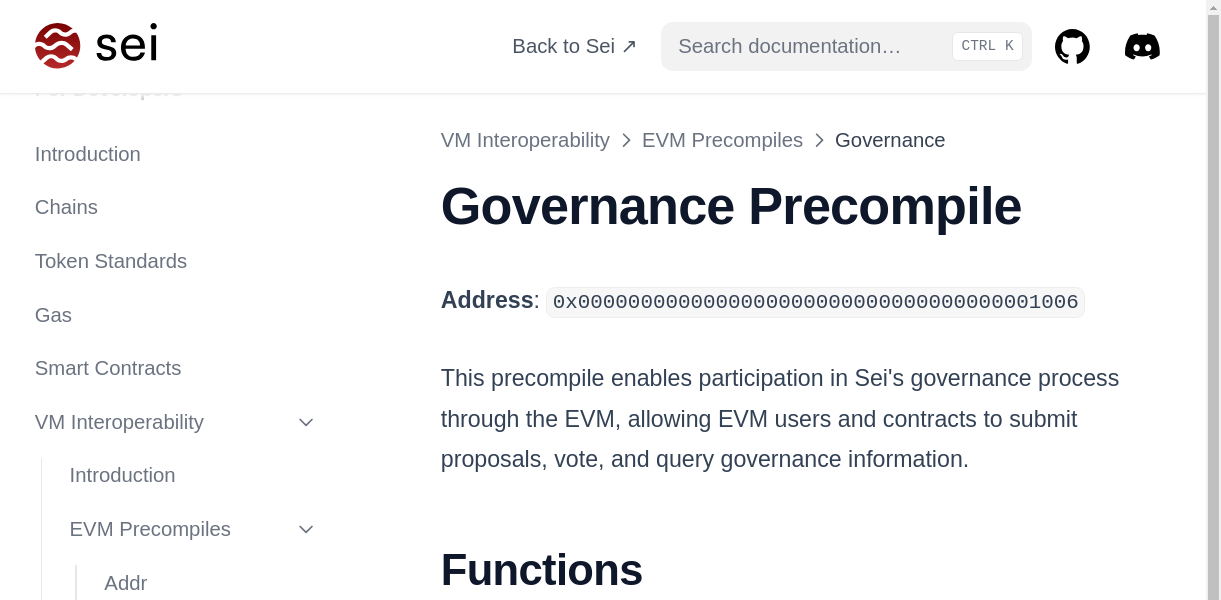 sei
Back to Sei ↗
Search documentation…
CTRL K
Introduction
Chains
Token Standards
Gas
Smart Contracts
VM Interoperability
Introduction
EVM Precompiles
Addr
VM Interoperability > EVM Precompiles > Governance
Governance Precompile
Address: 0x0000000000000000000000000000000000001006
This precompile enables participation in Sei's governance process
through the EVM, allowing EVM users and contracts to submit
proposals, vote, and query governance information.
Functions